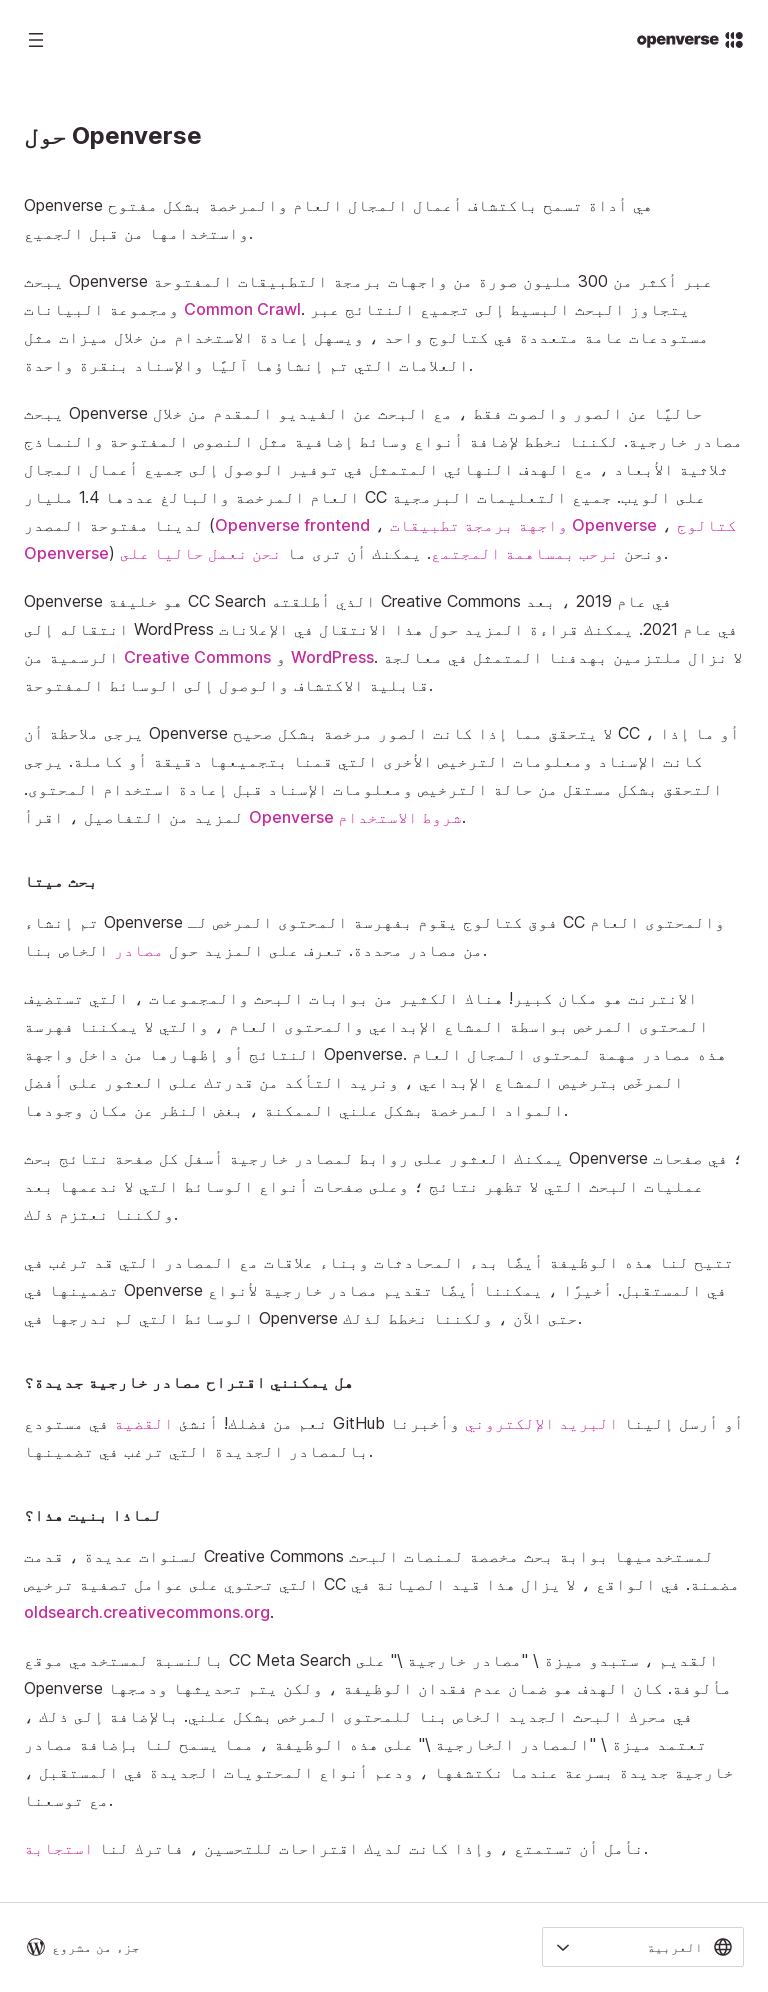 openverse
حول Openverse
Openverse هي أداة تسمح باكتشاف أعمال المجال العام والمرخصة بشكل مفتوح
واستخدامها من قبل الجميع.
يبحث Openverse عبر أكثر من 300 مليون صورة من واجهات برمجة التطبيقات المفتوحة
ومجموعة البيانات Common Crawl. يتجاوز البحث البسيط إلى تجميع النتائج عبر
مستودعات عامة متعددة في كتالوج واحد ، ويسهل إعادة الاستخدام من خلال ميزات مثل
العلامات التي تم إنشاؤها آليًا والإسناد بنقرة واحدة.
يبحث Openverse حاليًا عن الصور والصوت فقط ، مع البحث عن الفيديو المقدم من خلال
مصادر خارجية. لكننا نخطط لإضافة أنواع وسائط إضافية مثل النصوص المفتوحة والنماذج
ثلاثية الأبعاد ، مع الهدف النهائي المتمثل في توفير الوصول إلى جميع أعمال المجال
العام المرخصة والبالغ عددها 1.4 مليار CC على الويب. جميع التعليمات البرمجية
لدينا مفتوحة المصدر (Openverse frontend ، واجهة برمجة تطبيقات Openverse ، كتالوج
Openverse) ونحن نرحب بمساهمة المجتمع. يمكنك أن ترى ما نحن نعمل حاليا على.
Openverse هو خليفة CC Search الذي أطلقته Creative Commons في عام 2019 ، بعد
انتقاله إلى WordPress في عام 2021. يمكنك قراءة المزيد حول هذا الانتقال في الإعلانات
الرسمية من Creative Commons و WordPress. لا نزال ملتزمين بهدفنا المتمثل في معالجة
قابلية الاكتشاف والوصول إلى الوسائط المفتوحة.
يرجى ملاحظة أن Openverse لا يتحقق مما إذا كانت الصور مرخصة بشكل صحيح CC ، أو ما إذا
كانت الإسناد ومعلومات الترخيص الأخرى التي قمنا بتجميعها دقيقة أو كاملة. يرجى
التحقق بشكل مستقل من حالة الترخيص ومعلومات الإسناد قبل إعادة استخدام المحتوى.
لمزيد من التفاصيل ، اقرأ Openverse شروط الاستخدام.
بحث ميتا
تم إنشاء Openverse فوق كتالوج يقوم بفهرسة المحتوى المرخص لـ CC والمحتوى العام
من مصادر محددة. تعرف على المزيد حول مصادر الخاص بنا.
الانترنت هو مكان كبير! هناك الكثير من بوابات البحث والمجموعات ، التي تستضيف
المحتوى المرخص بواسطة المشاع الإبداعي والمحتوى العام ، والتي لا يمكننا فهرسة
النتائج أو إظهارها من داخل واجهة Openverse. هذه مصادر مهمة لمحتوى المجال العام
المرخّص بترخيص المشاع الإبداعي ، ونريد التأكد من قدرتك على العثور على أفضل
المواد المرخصة بشكل علني الممكنة ، بغض النظر عن مكان وجودها.
يمكنك العثور على روابط لمصادر خارجية أسفل كل صفحة نتائج بحث Openverse ؛ في صفحات
عمليات البحث التي لا تظهر نتائج ؛ وعلى صفحات أنواع الوسائط التي لا ندعمها بعد
ولكننا نعتزم ذلك.
تتيح لنا هذه الوظيفة أيضًا بدء المحادثات وبناء علاقات مع المصادر التي قد ترغب في
تضمينها في Openverse في المستقبل. أخيرًا ، يمكننا أيضًا تقديم مصادر خارجية لأنواع
الوسائط التي لم ندرجها في Openverse حتى الآن ، ولكننا نخطط لذلك.
هل يمكنني اقتراح مصادر خارجية جديدة؟
نعم من فضلك! أنشئ القضية في مستودع GitHub أو أرسل إلينا البريد الإلكتروني وأخبرنا
بالمصادر الجديدة التي ترغب في تضمينها.
لماذا بنيت هذا؟
لسنوات عديدة ، قدمت Creative Commons لمستخدميها بوابة بحث مخصصة لمنصات البحث
التي تحتوي على عوامل تصفية ترخيص CC مضمنة. في الواقع ، لا يزال هذا قيد الصيانة في
oldsearch.creativecommons.org.
بالنسبة لمستخدمي موقع CC Meta Search القديم ، ستبدو ميزة \ "مصادر خارجية \" على
Openverse مألوفة. كان الهدف هو ضمان عدم فقدان الوظيفة ، ولكن يتم تحديثها ودمجها
في محرك البحث الجديد الخاص بنا للمحتوى المرخص بشكل علني. بالإضافة إلى ذلك ،
تعتمد ميزة \ "المصادر الخارجية \" على هذه الوظيفة ، مما يسمح لنا بإضافة مصادر
خارجية جديدة بسرعة عندما نكتشفها ، ودعم أنواع المحتويات الجديدة في المستقبل ،
مع توسعنا.
نأمل أن تستمتع ، وإذا كانت لديك اقتراحات للتحسين ، فاترك لنا استجابة.
العربية
جزء من مشروع